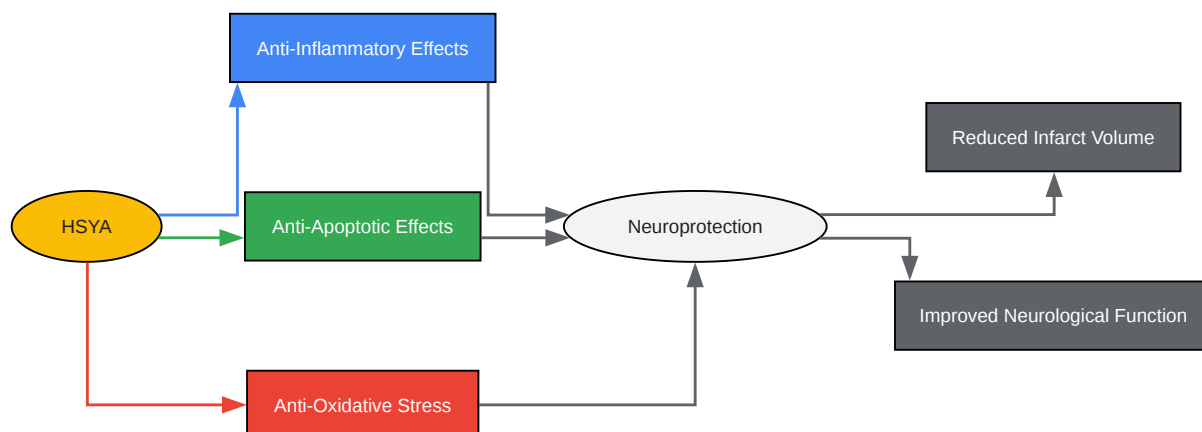 Anti-Inflammatory Effects
Reduced Infarct Volume
HSYA
Anti-Apoptotic Effects
Neuroprotection
Improved Neurological Function
Anti-Oxidative Stress